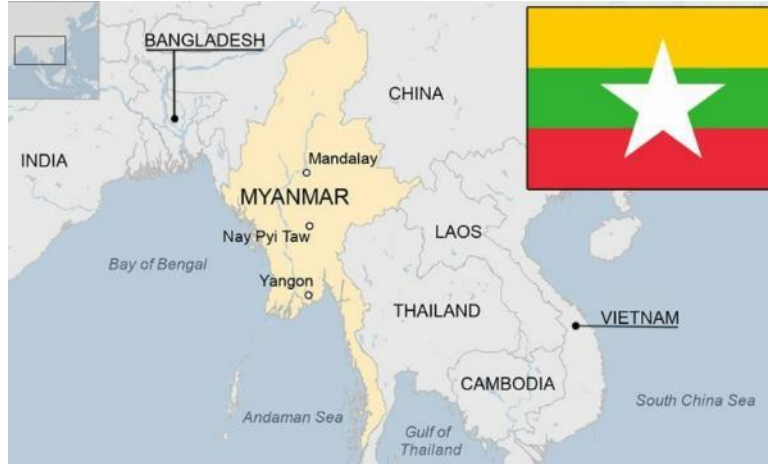 BANGLADESH
CHINA
INDIA
Mandalay
MYANMAR
Nay Pyi Taw
LAOS
Bay of Bengal
Yangon
THAILAND
VIETNAM
CAMBODIA
South China Sea
Andaman Sea
Gulf of
Thailand